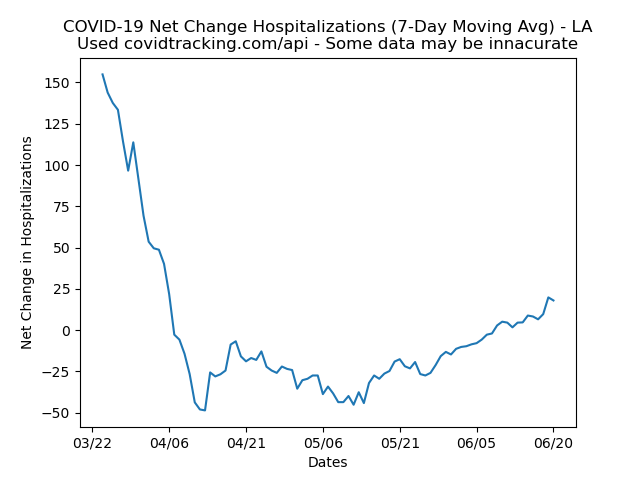 COVID-19 Net Change Hospitalizations (7-Day Moving Avg) - LA
Used covidtracking.com/api - Some data may be innacurate
150
125
100
75
50
25
0
−25
−50
Net Change in Hospitalizations
03/22 04/06 04/21 05/06 05/21 06/05 06/20
Dates